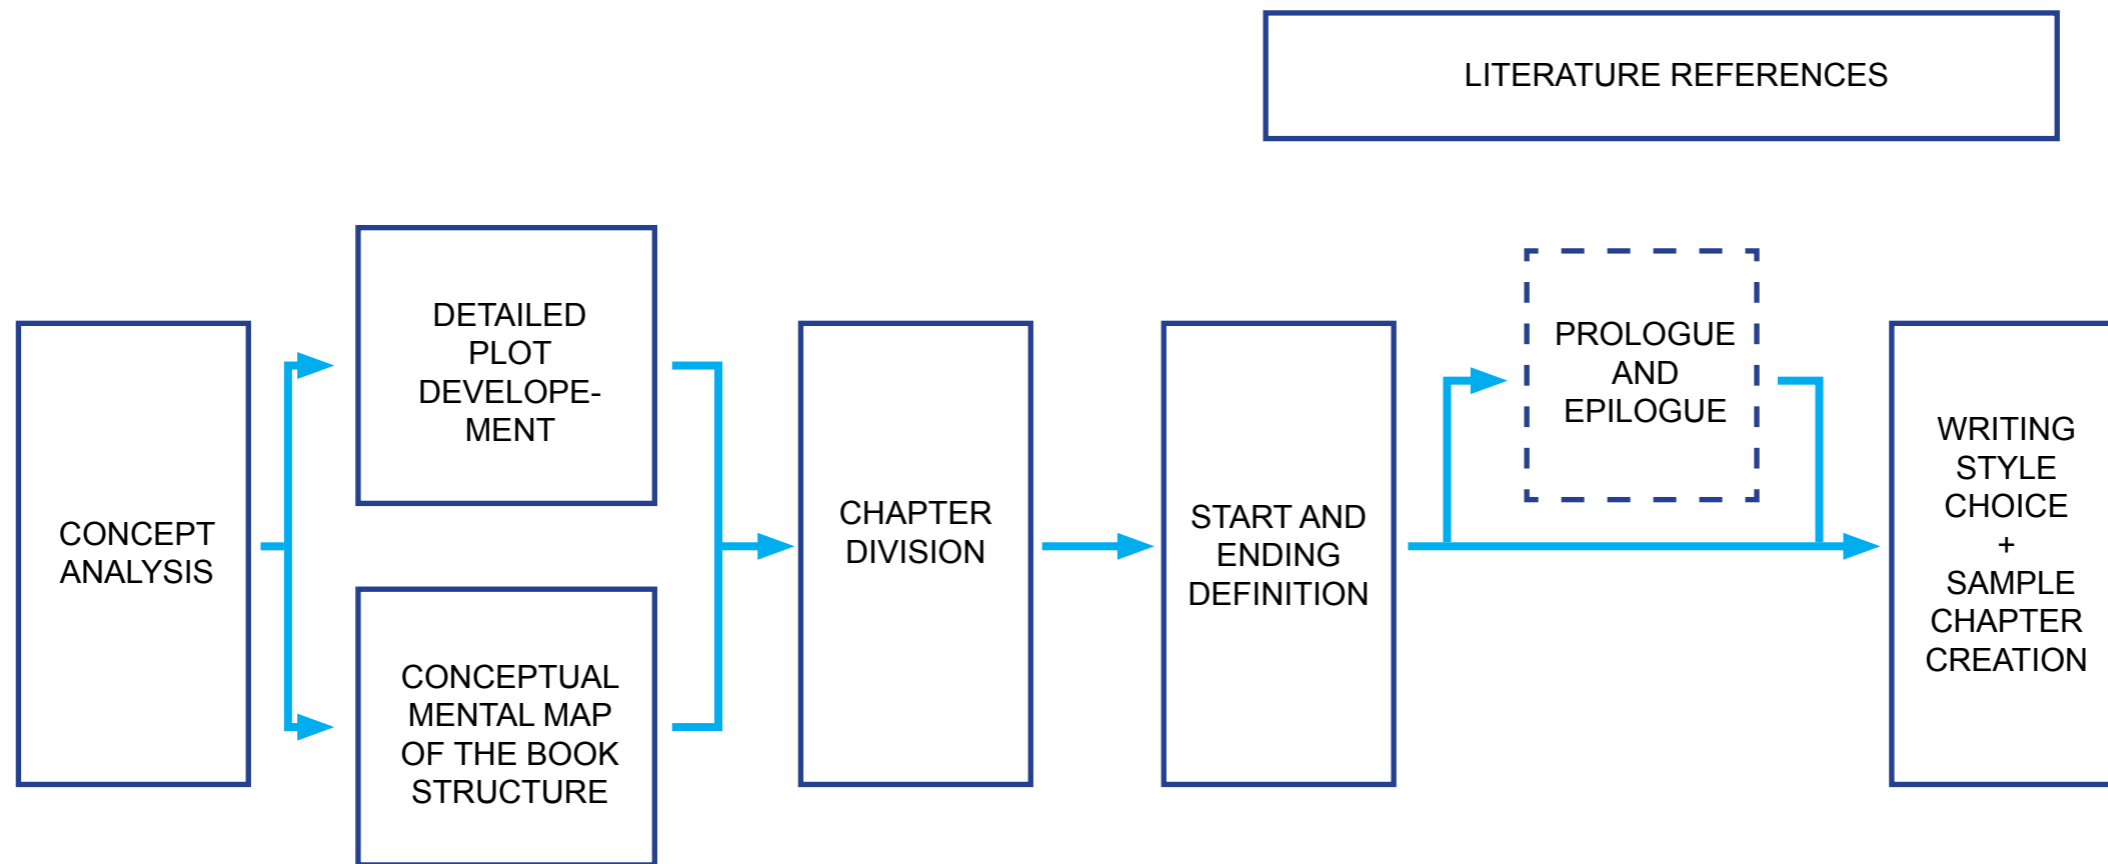 LITERATURE REFERENCES
CONCEPT
ANALYSIS
DETAILED
PLOT
DEVELOPE-
MENT
CONCEPTUAL
MENTAL MAP
OF THE BOOK
STRUCTURE
CHAPTER
DIVISION
START AND
ENDING
DEFINITION
PROLOGUE
AND
EPILOGUE
WRITING
STYLE
CHOICE
+
SAMPLE
CHAPTER
CREATION